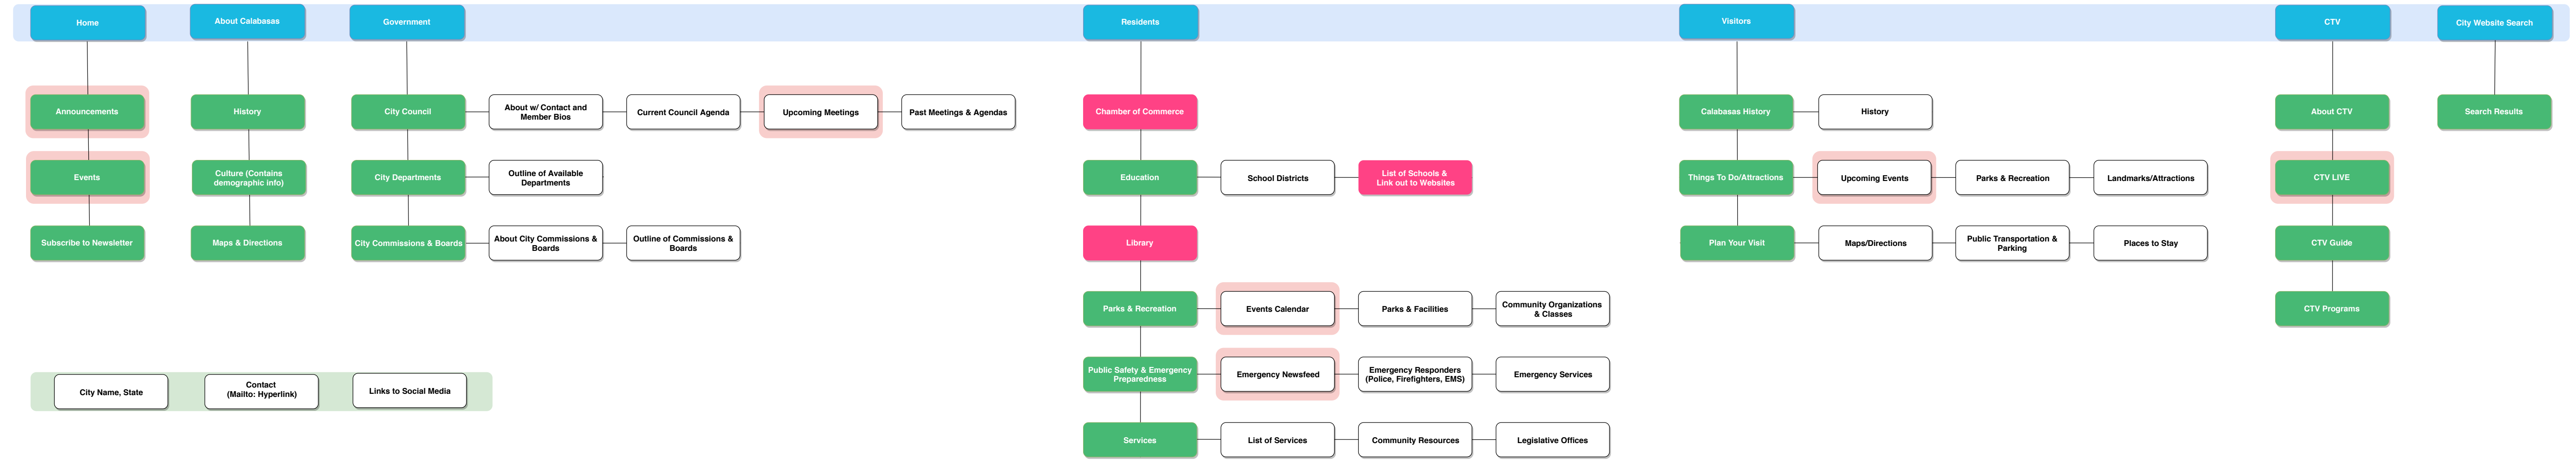 Home
About Calabasas
Government
Residents
Visitors
CTV
City Website Search
Announcements
History
City Council
About w/ Contact and
Member Bios
Current Council Agenda
Upcoming Meetings
Past Meetings & Agendas
Chamber of Commerce
Calabasas History
History
About CTV
Search Results
Events
Culture (Contains
demographic info)
City Departments
Outline of Available
Departments
Education
School Districts
List of Schools &
Link out to Websites
Things To Do/Attractions
Upcoming Events
Parks & Recreation
Landmarks/Attractions
CTV LIVE
Subscribe to Newsletter
Maps & Directions
City Commissions & Boards
About City Commissions &
Boards
Outline of Commissions &
Boards
Library
Plan Your Visit
Maps/Directions
Public Transportation &
Parking
Places to Stay
CTV Guide
Parks & Recreation
Events Calendar
Parks & Facilities
Community Organizations
& Classes
CTV Programs
City Name, State
Contact
(Mailto: Hyperlink)
Links to Social Media
Public Safety & Emergency
Preparedness
Emergency Newsfeed
Emergency Responders
(Police, Firefighters, EMS)
Emergency Services
Services
List of Services
Community Resources
Legislative Offices